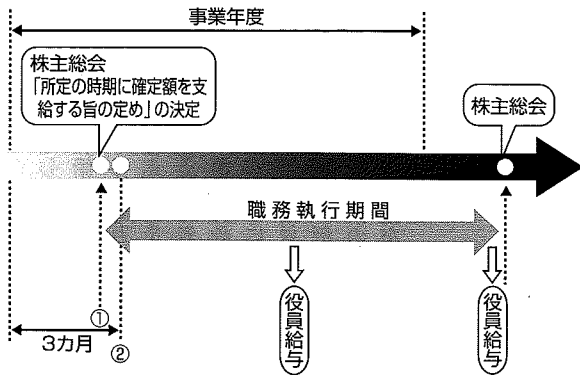 事業年度
株主総会
「所定の時期に確定額を支
給する旨の定め」の決定
株主総会
職務執行期間
①
3カ月
②
役員給与
役員給与